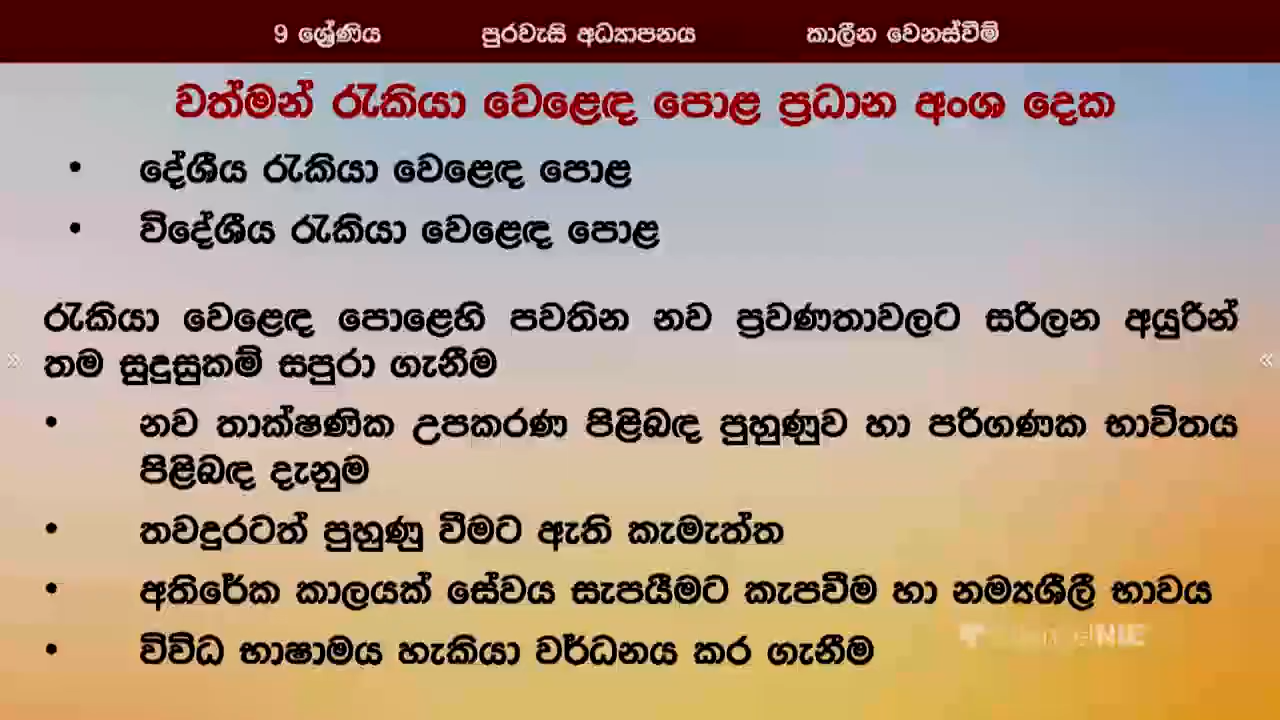 9 ශ්‍රේණිය පුරවැසි අධ්‍යාපනය කාලීන වෙනස්වීම්
වත්මන් රැකියා වෙළෙඳ පොළ ප්‍රධාන අංශ දෙක
• දේශීය රැකියා වෙළෙඳ පොළ
• විදේශීය රැකියා වෙළෙඳ පොළ
රැකියා වෙළෙඳ පොළෙහි පවතින නව ප්‍රවණතාවලට සරිලන අයුරින්
තම සුදුසුකම් සපුරා ගැනීම
• නව තාක්ෂණික උපකරණ පිළිබඳ පුහුණුව හා පරිගණක භාවිතය
පිළිබඳ දැනුම
• තවදුරටත් පුහුණු වීමට ඇති කැමැත්ත
• අතිරේක කාලයක් සේවය සැපයීමට කැපවීම හා නම්‍යශීලී භාවය
• විවිධ භාෂාමය හැකියා වර්ධනය කර ගැනීම
NIE